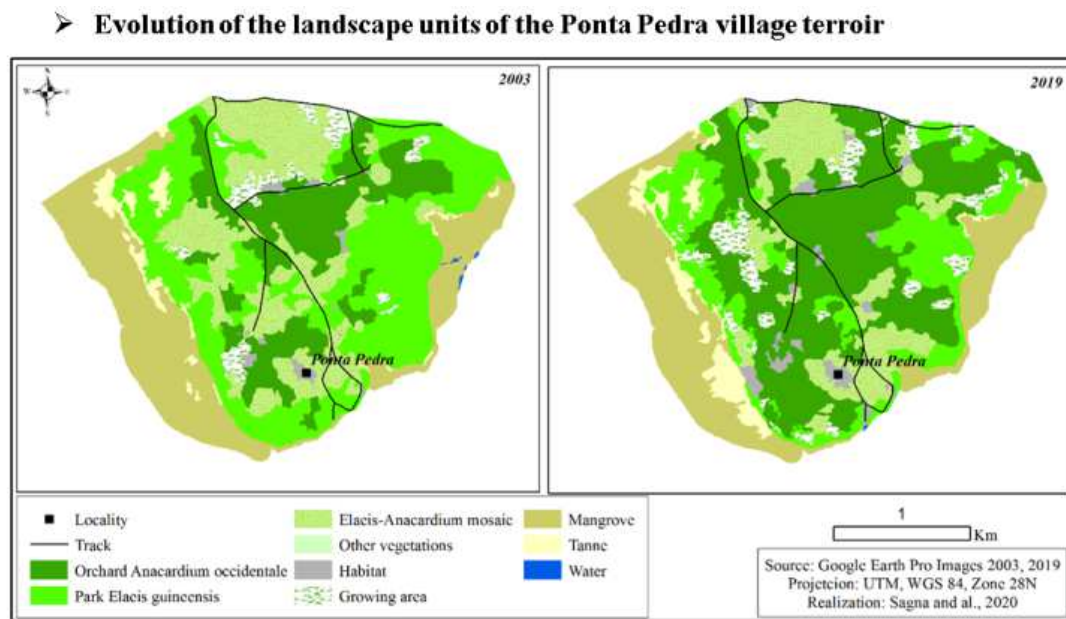 ➢ Evolution of the landscape units of the Ponta Pedra village terroir
2003
2019
Ponta Pedra
Ponta Pedra
Locality
Track
Orchard Anacardium occidentale
Park Elaeis guineensis
Elaeis-Anacardium mosaic
Other vegetations
Habitat
Growing area
Mangrove
Tanne
Water
1
Km
Source: Google Earth Pro Images 2003, 2019
Projetcion: UTM, WGS 84, Zone 28N
Realization: Sagna and al., 2020